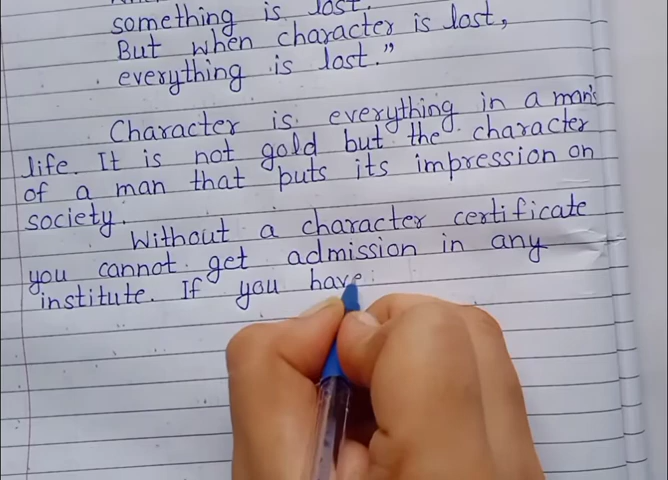 something is lost.
But when character is lost,
everything is lost."
Character is everything in a man's
life. It is not gold but the character
of a man that puts its impression on
society.
Without a character certificate
you cannot get admission in any
institute. If you have